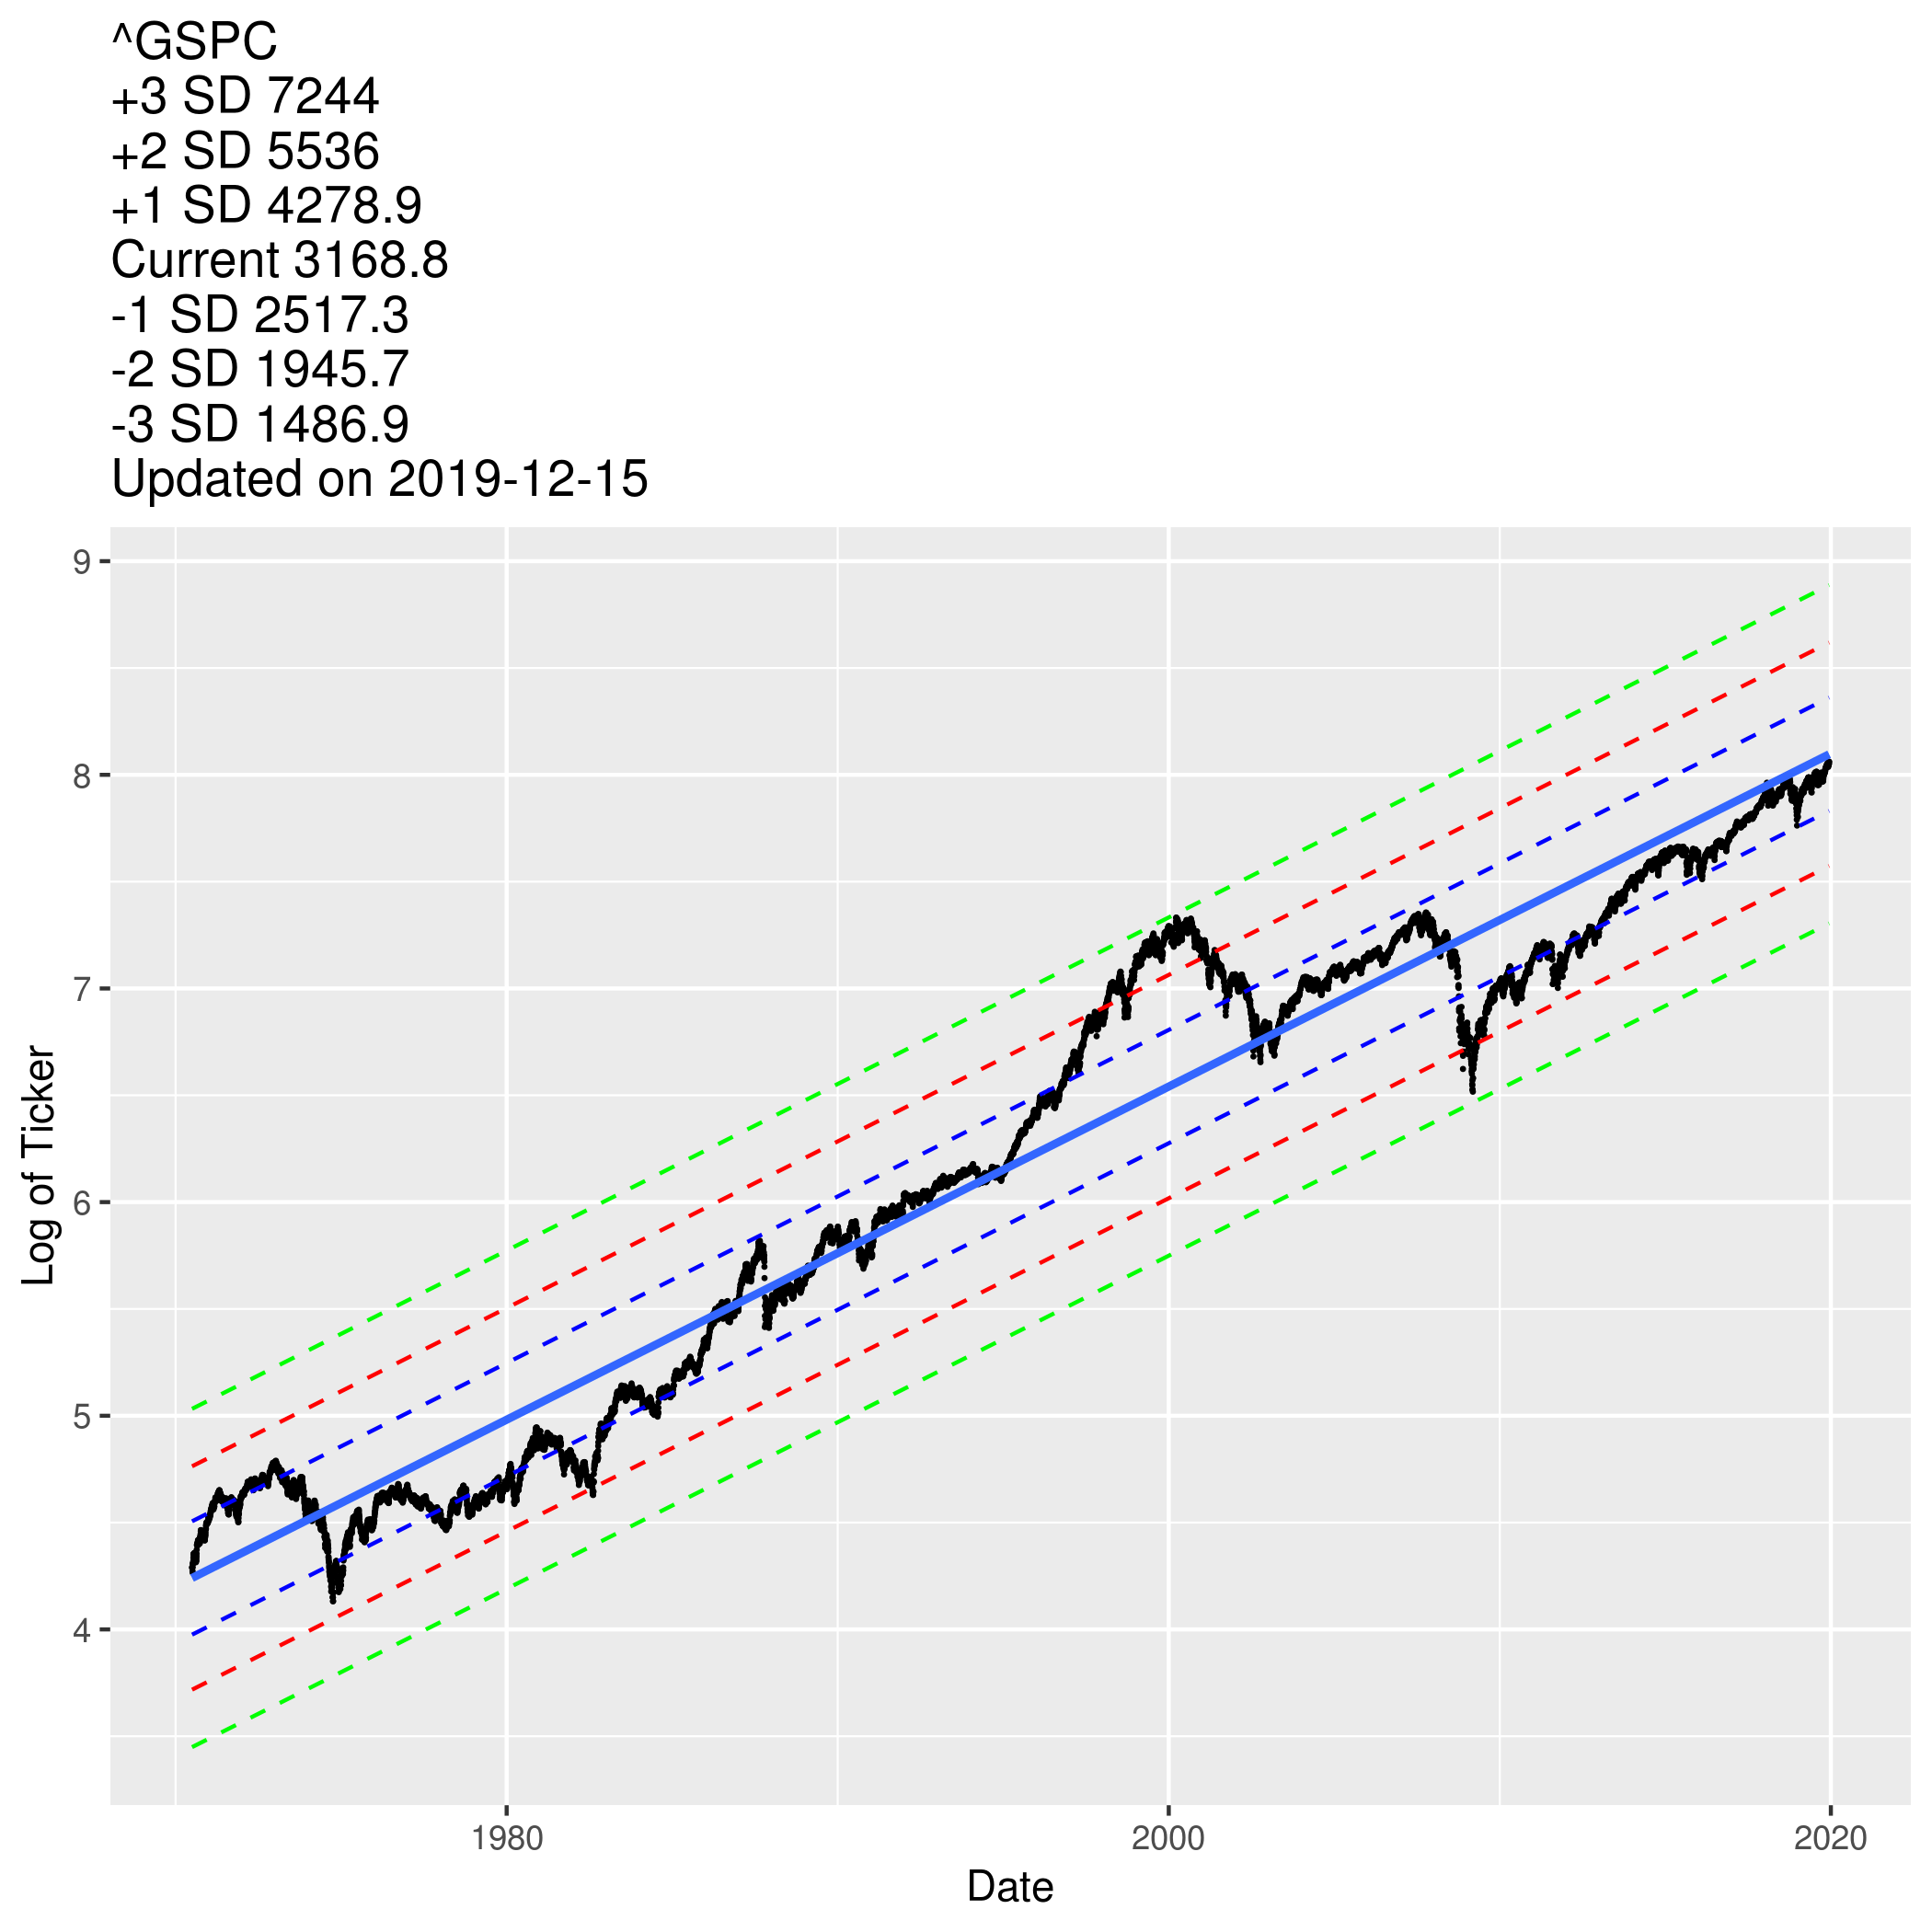 ^GSPC
+3 SD 7244
+2 SD 5536
+1 SD 4278.9
Current 3168.8
-1 SD 2517.3
-2 SD 1945.7
-3 SD 1486.9
Updated on 2019-12-15
9
8
7
6
5
4
Log of Ticker
1980 2000 2020
Date